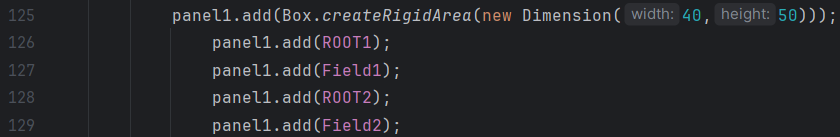 125 panel1.add(Box.createRigidArea(new Dimension( width: 40, height: 50)));
126 panel1.add(ROOT1);
127 panel1.add(Field1);
128 panel1.add(ROOT2);
129 panel1.add(Field2);